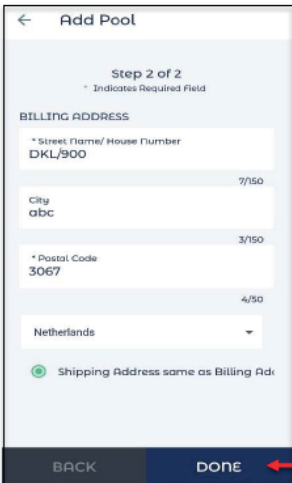 Add Pool
Step 2 of 2
* Indicates Required Field
BILLING ADDRESS
* Street Name/ House Number
DKL/900
7/150
City
abc
3/150
* Postal Code
3067
4/50
Netherlands
Shipping Address same as Billing Add
BACK DONE